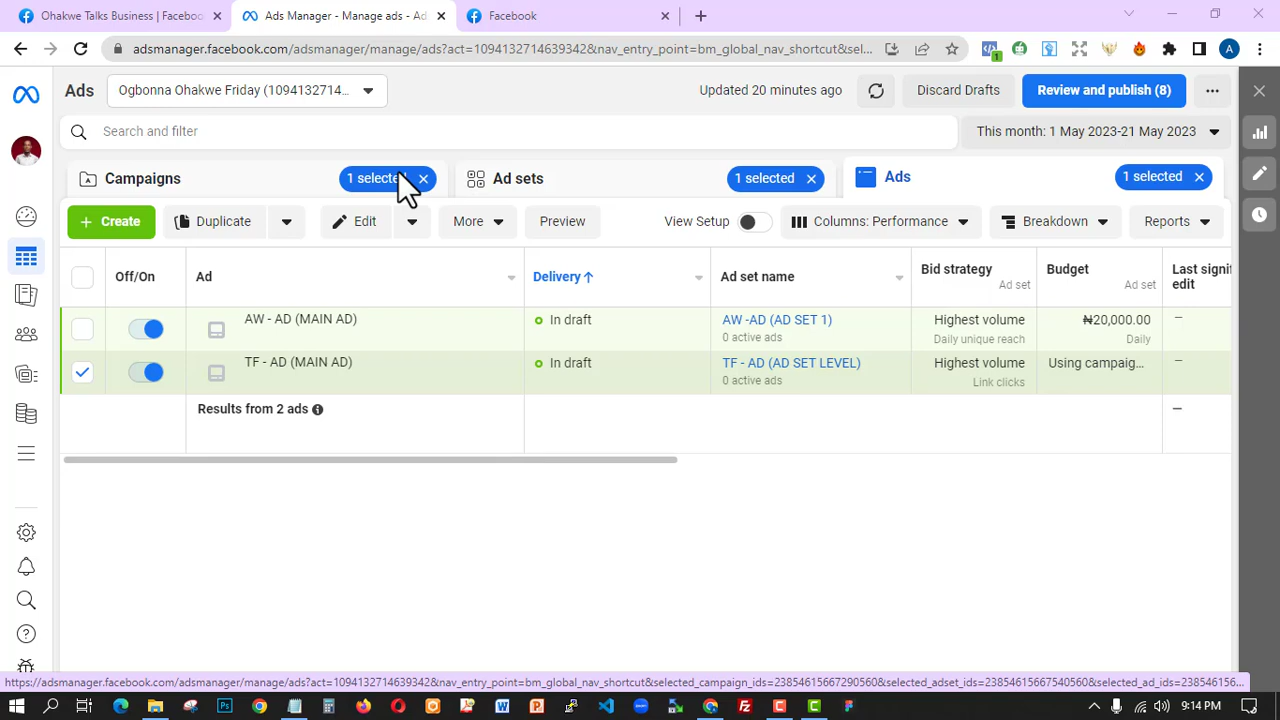 Ohakwe Talks Business | Faceboo
Ads Manager - Manage ads - Ad
Facebook
adsmanager.facebook.com/adsmanager/manage/ads?act=1094132714639342&nav_entry_point=bm_global_nav_shortcut&sel...
1
A
Ads
Ogbonna Ohakwe Friday (1094132714...
Updated 20 minutes ago
Discard Drafts
Review and publish (8)
Search and filter
This month: 1 May 2023-21 May 2023
Campaigns
1 selected
Ad sets
1 selected
Ads
1 selected
+ Create
Duplicate
Edit
More
Preview
View Setup
Columns: Performance
Breakdown
Reports
Off/On
Ad
Delivery ↑
Ad set name
Bid strategy
Ad set
Budget
Ad set
Last signi
edit
AW - AD (MAIN AD)
In draft
AW -AD (AD SET 1)
0 active ads
Highest volume
Daily unique reach
₦20,000.00
Daily
—
TF - AD (MAIN AD)
In draft
TF - AD (AD SET LEVEL)
0 active ads
Highest volume
Link clicks
Using campaig...
—
Results from 2 ads
—
https://adsmanager.facebook.com/adsmanager/manage/ads?act=1094132714639342&nav_entry_point=bm_global_nav_shortcut&selected_campaign_ids=23854615667290560&selected_adset_ids=23854615667540560&selected_ad_ids=238546156...
9:14 PM